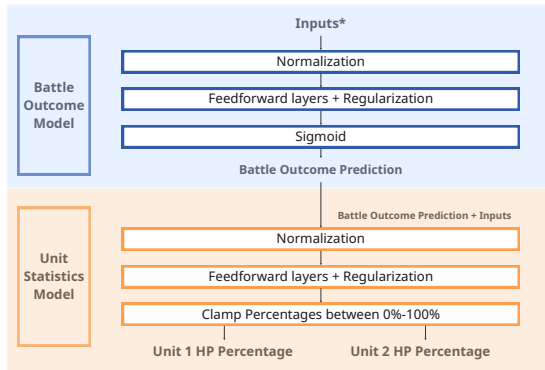 Inputs*
Normalization
Battle
Outcome
Model
Feedforward layers + Regularization
Sigmoid
Battle Outcome Prediction
Battle Outcome Prediction + Inputs
Normalization
Unit
Statistics
Model
Feedforward layers + Regularization
Clamp Percentages between 0%-100%
Unit 1 HP Percentage
Unit 2 HP Percentage